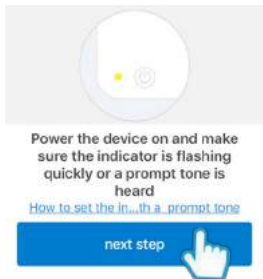 Power the device on and make
sure the indicator is flashing
quickly or a prompt tone is
heard
How to set the in...th a prompt tone
next step